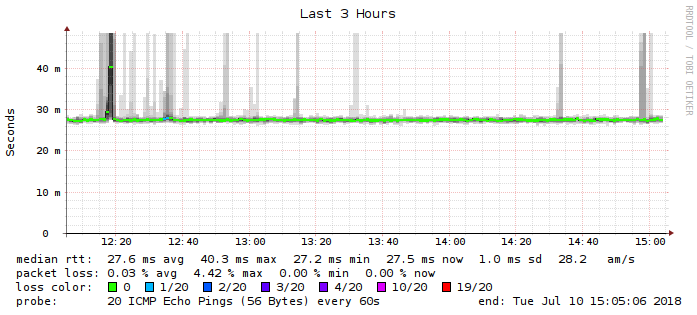 Last 3 Hours
RRDTOOL / TOBI OETIKER
Seconds
40 m
30 m
20 m
10 m
0
12:20 12:40 13:00 13:20 13:40 14:00 14:20 14:40 15:00
median rtt: 27.6 ms avg 40.3 ms max 27.2 ms min 27.5 ms now 1.0 ms sd 28.2 am/s
packet loss: 0.03 % avg 4.42 % max 0.00 % min 0.00 % now
loss color: 0 1/20 2/20 3/20 4/20 10/20 19/20
probe: 20 ICMP Echo Pings (56 Bytes) every 60s end: Tue Jul 10 15:05:06 2018